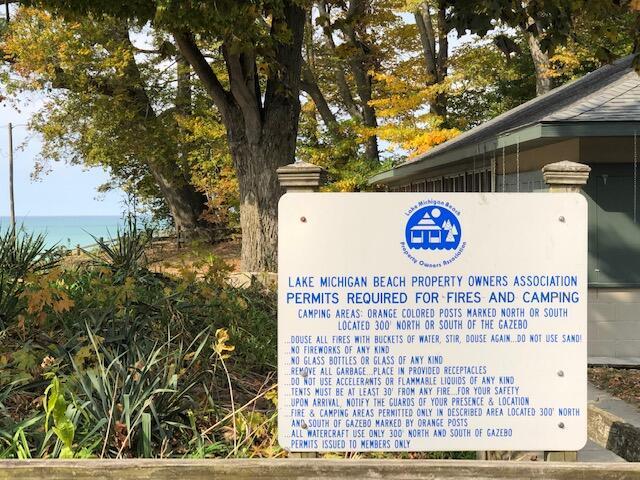 Lake Michigan Beach
Property Owners Association
LAKE MICHIGAN BEACH PROPERTY OWNERS ASSOCIATION
PERMITS REQUIRED FOR FIRES AND CAMPING
CAMPING AREAS: ORANGE COLORED POSTS MARKED NORTH OR SOUTH
LOCATED 300' NORTH OR SOUTH OF THE GAZEBO
...DOUSE ALL FIRES WITH BUCKETS OF WATER, STIR, DOUSE AGAIN...DO NOT USE SAND!
...NO FIREWORKS OF ANY KIND
...NO GLASS BOTTLES OR GLASS OF ANY KIND
...REMOVE ALL GARBAGE...PLACE IN PROVIDED RECEPTACLES
...DO NOT USE ACCELERANTS OR FLAMMABLE LIQUIDS OF ANY KIND
...TENTS MUST BE AT LEAST 30' FROM ANY FIRE...FOR YOUR SAFETY
...UPON ARRIVAL, NOTIFY THE GUARDS OF YOUR PRESENCE & LOCATION
...FIRE & CAMPING AREAS PERMITTED ONLY IN DESCRIBED AREA LOCATED 300' NORTH
AND SOUTH OF GAZEBO MARKED BY ORANGE POSTS
...ALL WATERCRAFT USE ONLY 300' NORTH AND SOUTH OF GAZEBO
PERMITS ISSUED TO MEMBERS ONLY